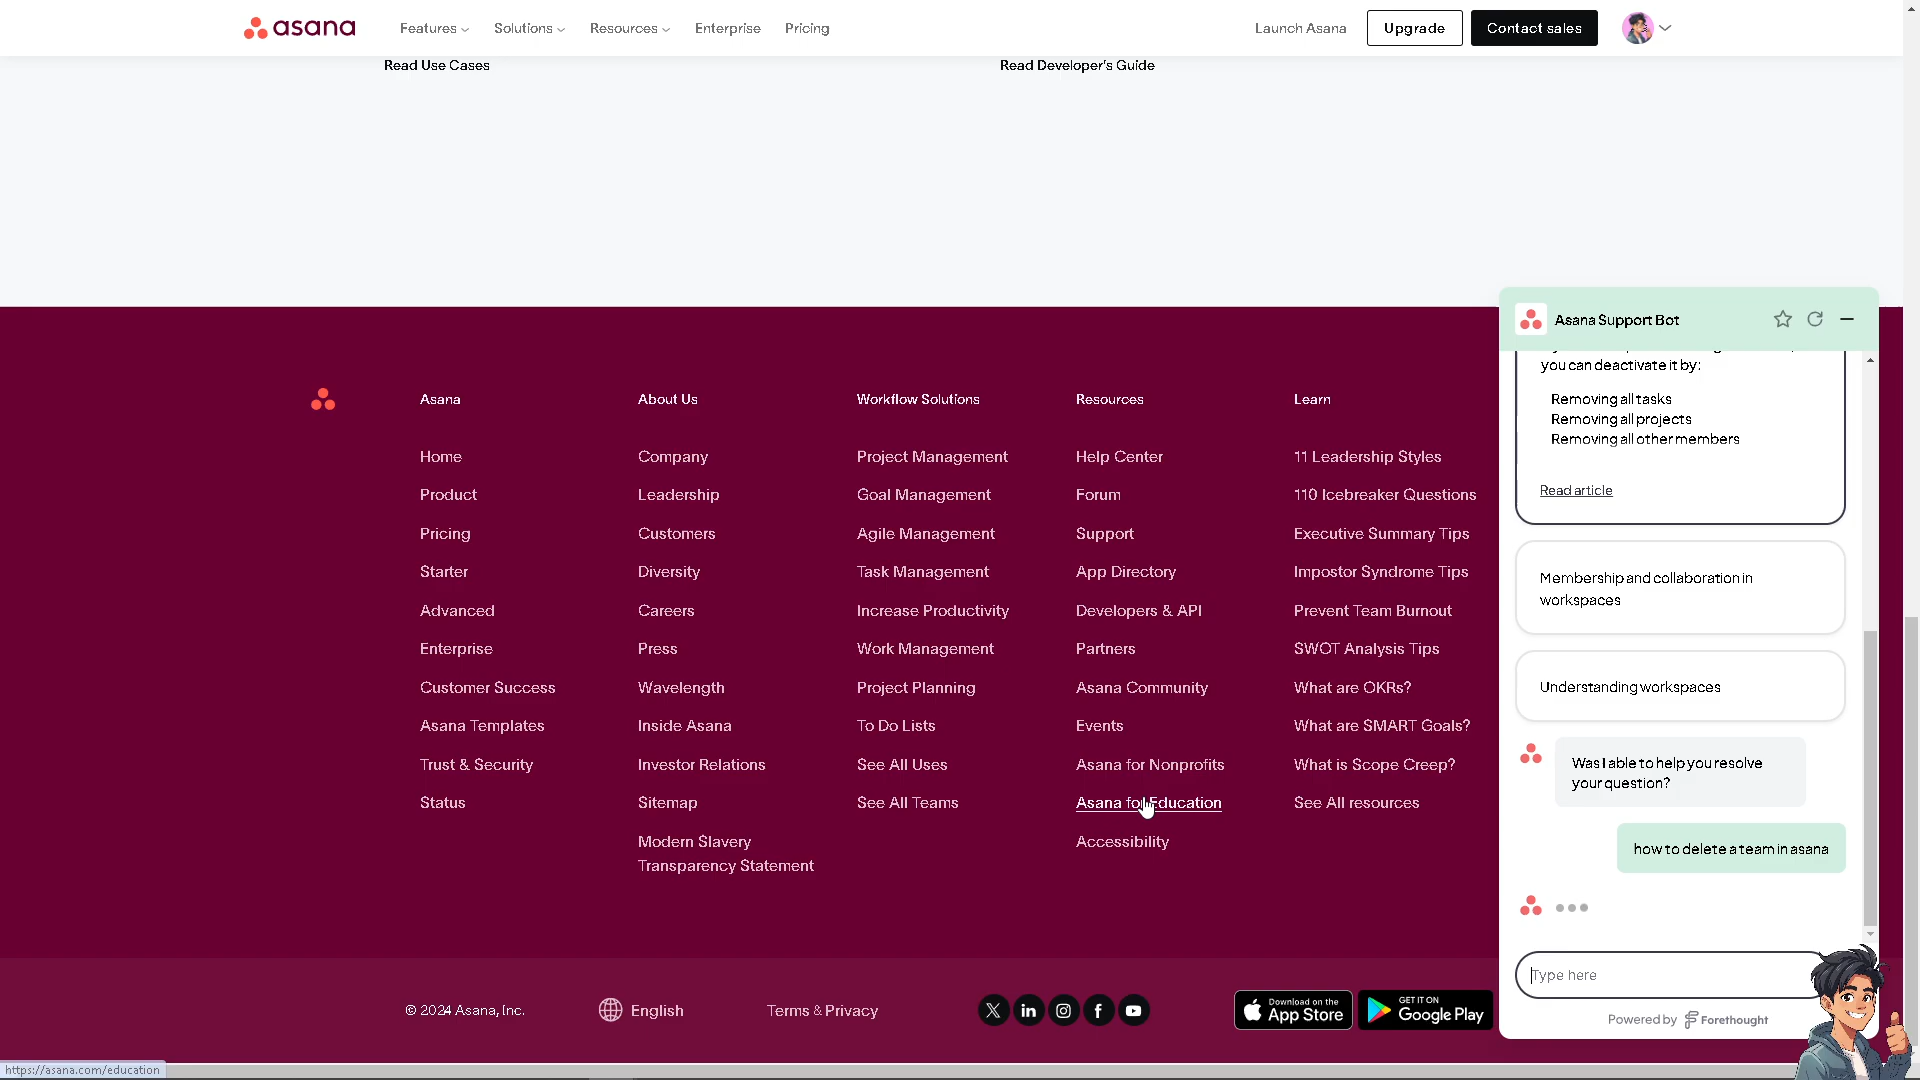 asana
Features
Solutions
Resources
Enterprise
Pricing
Launch Asana
Upgrade
Contact sales
Read Use Cases
Read Developer's Guide
Asana
Home
Product
Pricing
Starter
Advanced
Enterprise
Customer Success
Asana Templates
Trust & Security
Status
About Us
Company
Leadership
Customers
Diversity
Careers
Press
Wavelength
Inside Asana
Investor Relations
Sitemap
Modern Slavery
Transparency Statement
Workflow Solutions
Project Management
Goal Management
Agile Management
Task Management
Increase Productivity
Work Management
Project Planning
To Do Lists
See All Uses
See All Teams
Resources
Help Center
Forum
Support
App Directory
Developers & API
Partners
Asana Community
Events
Asana for Nonprofits
Asana for Education
Accessibility
Learn
11 Leadership Styles
110 Icebreaker Questions
Executive Summary Tips
Impostor Syndrome Tips
Prevent Team Burnout
SWOT Analysis Tips
What are OKRs?
What are SMART Goals?
What is Scope Creep?
See All resources
Asana Support Bot
you can deactivate it by:
Removing all tasks
Removing all projects
Removing all other members
Read article
Membership and collaboration in
workspaces
Understanding workspaces
Was I able to help you resolve
your question?
how to delete a team in asana
Type here
Powered by Forethought
© 2024 Asana, Inc.
English
Terms & Privacy
Download on the
App Store
GET IT ON
Google Play
https://asana.com/education